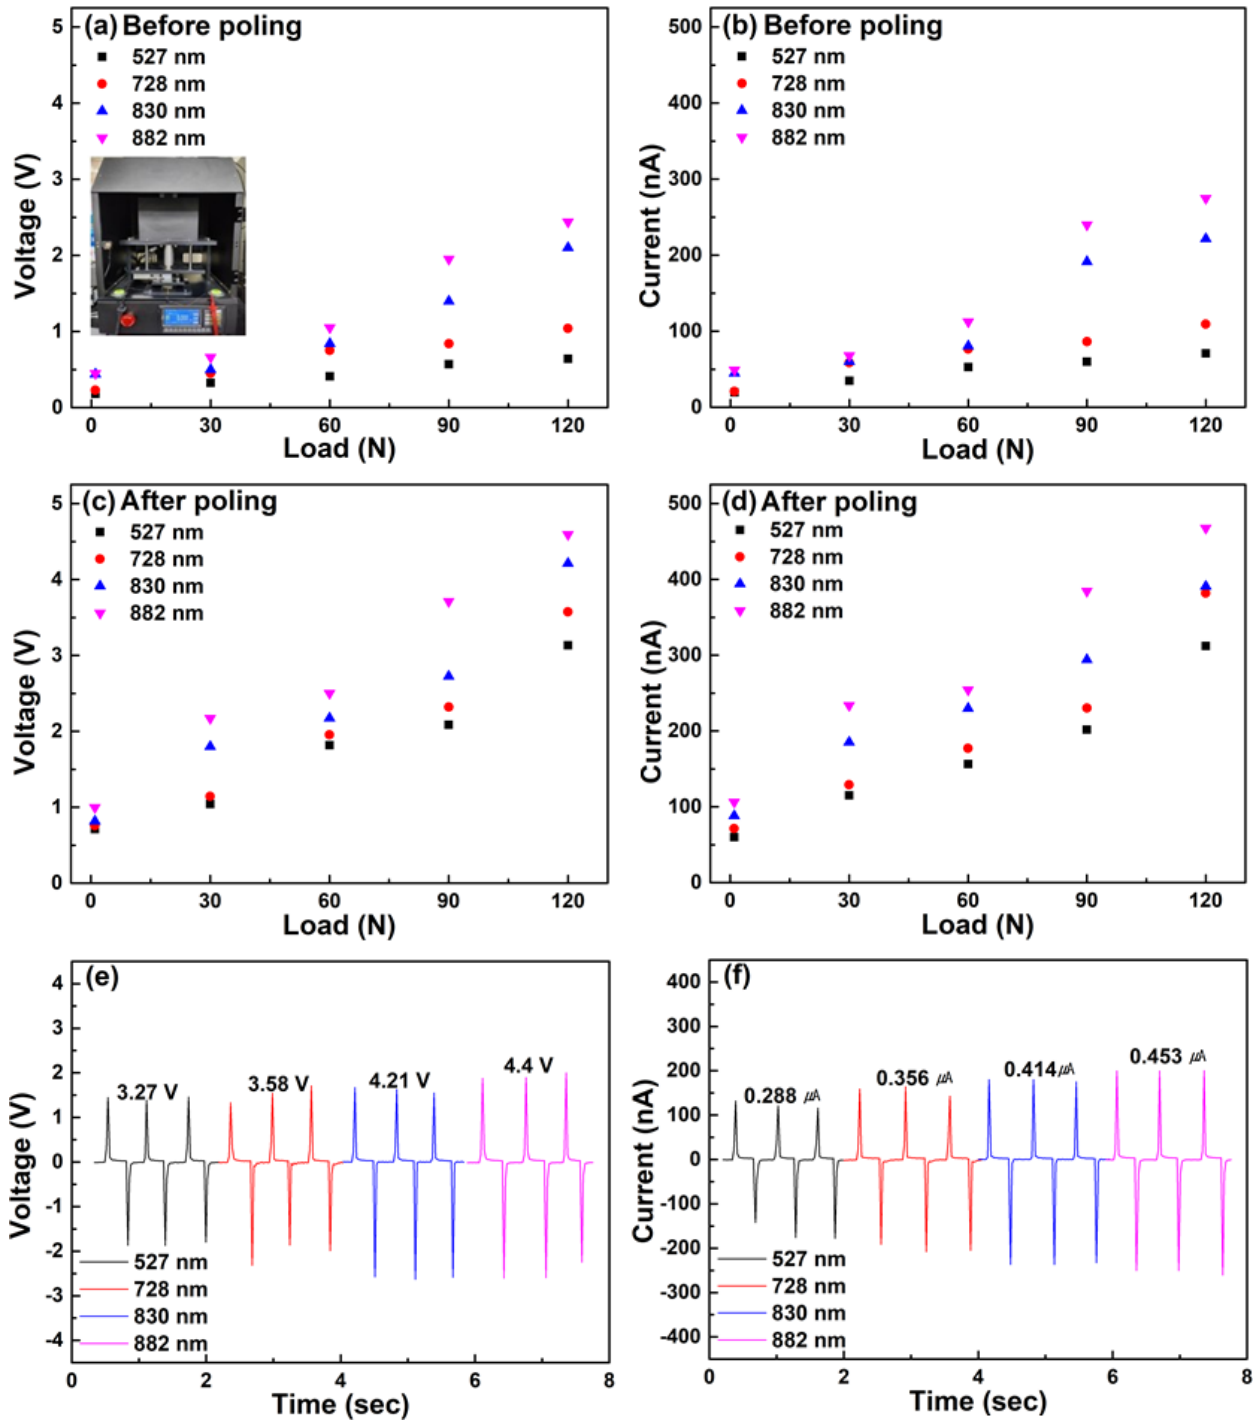 (a) Before poling
527 nm
728 nm
830 nm
882 nm
5
4
3
2
1
0
Voltage (V)
0 30 60 90 120
Load (N)
(b) Before poling
527 nm
728 nm
830 nm
882 nm
500
400
300
200
100
0
Current (nA)
0 30 60 90 120
Load (N)
(c) After poling
527 nm
728 nm
830 nm
882 nm
5
4
3
2
1
0
Voltage (V)
0 30 60 90 120
Load (N)
(d) After poling
527 nm
728 nm
830 nm
882 nm
500
400
300
200
100
0
Current (nA)
0 30 60 90 120
Load (N)
(e)
4
3
2
1
0
-1
-2
-3
-4
Voltage (V)
3.27 V
3.58 V
4.21 V
4.4 V
527 nm
728 nm
830 nm
882 nm
0 2 4 6 8
Time (sec)
(f)
400
300
200
100
0
-100
-200
-300
-400
Current (nA)
0.288 ㎂
0.356 ㎂
0.414 ㎂
0.453 ㎂
527 nm
728 nm
830 nm
882 nm
0 2 4 6 8
Time (sec)